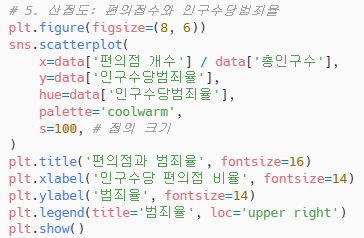 # 5. 산점도: 편의점수와 인구수당범죄율
plt.figure(figsize=(8, 6))
sns.scatterplot(
    x=data['편의점 개수'] / data['총인구수'],
    y=data['인구수당범죄율'],
    hue=data['인구수당범죄율'],
    palette='coolwarm',
    s=100, # 점의 크기
)
plt.title('편의점과 범죄율', fontsize=16)
plt.xlabel('인구수당 편의점 비율', fontsize=14)
plt.ylabel('범죄율', fontsize=14)
plt.legend(title='범죄율', loc='upper right')
plt.show()